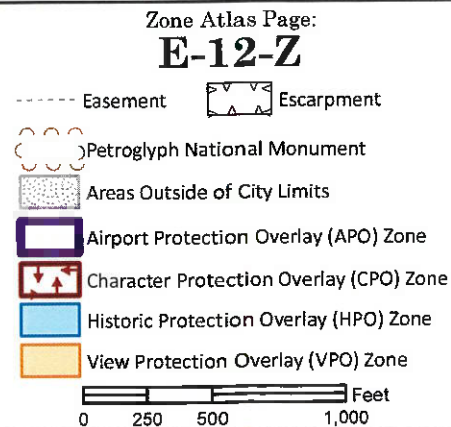 Zone Atlas Page:
E-12-Z
Easement Escarpment
Petroglyph National Monument
Areas Outside of City Limits
Airport Protection Overlay (APO) Zone
Character Protection Overlay (CPO) Zone
Historic Protection Overlay (HPO) Zone
View Protection Overlay (VPO) Zone
Feet
0 250 500 1,000